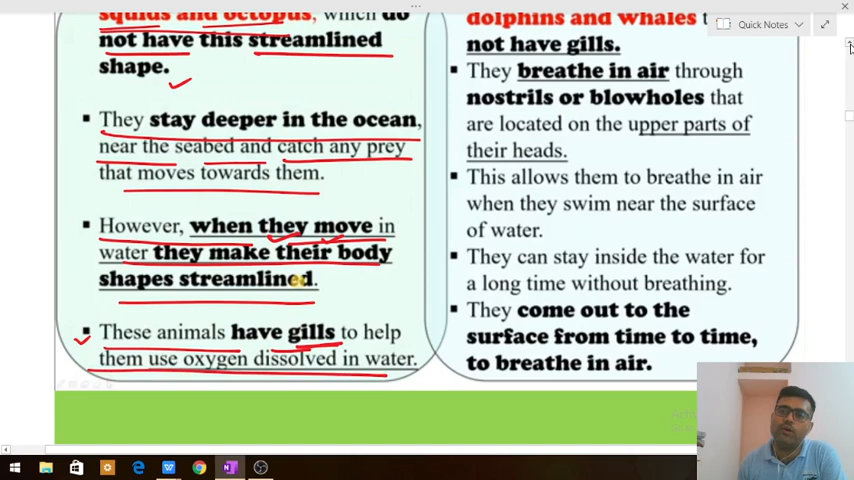 Quick Notes
squids and octopus, which do
not have this streamlined
shape.
They stay deeper in the ocean,
near the seabed and catch any prey
that moves towards them.
However, when they move in
water they make their body
shapes streamlined.
These animals have gills to help
them use oxygen dissolved in water.
dolphins and whales
not have gills.
They breathe in air through
nostrils or blowholes that
are located on the upper parts of
their heads.
This allows them to breathe in air
when they swim near the surface
of water.
They can stay inside the water for
a long time without breathing.
They come out to the
surface from time to time,
to breathe in air.